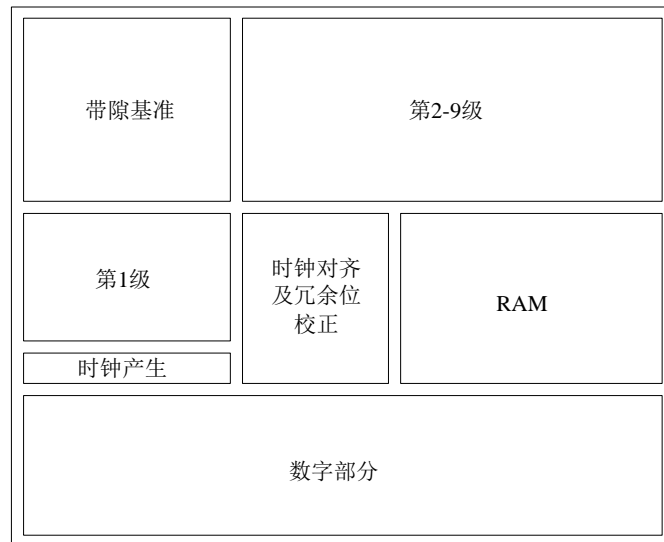 带隙基准
第2-9级
第1级
时钟对齐
及冗余位
校正
RAM
时钟产生
数字部分